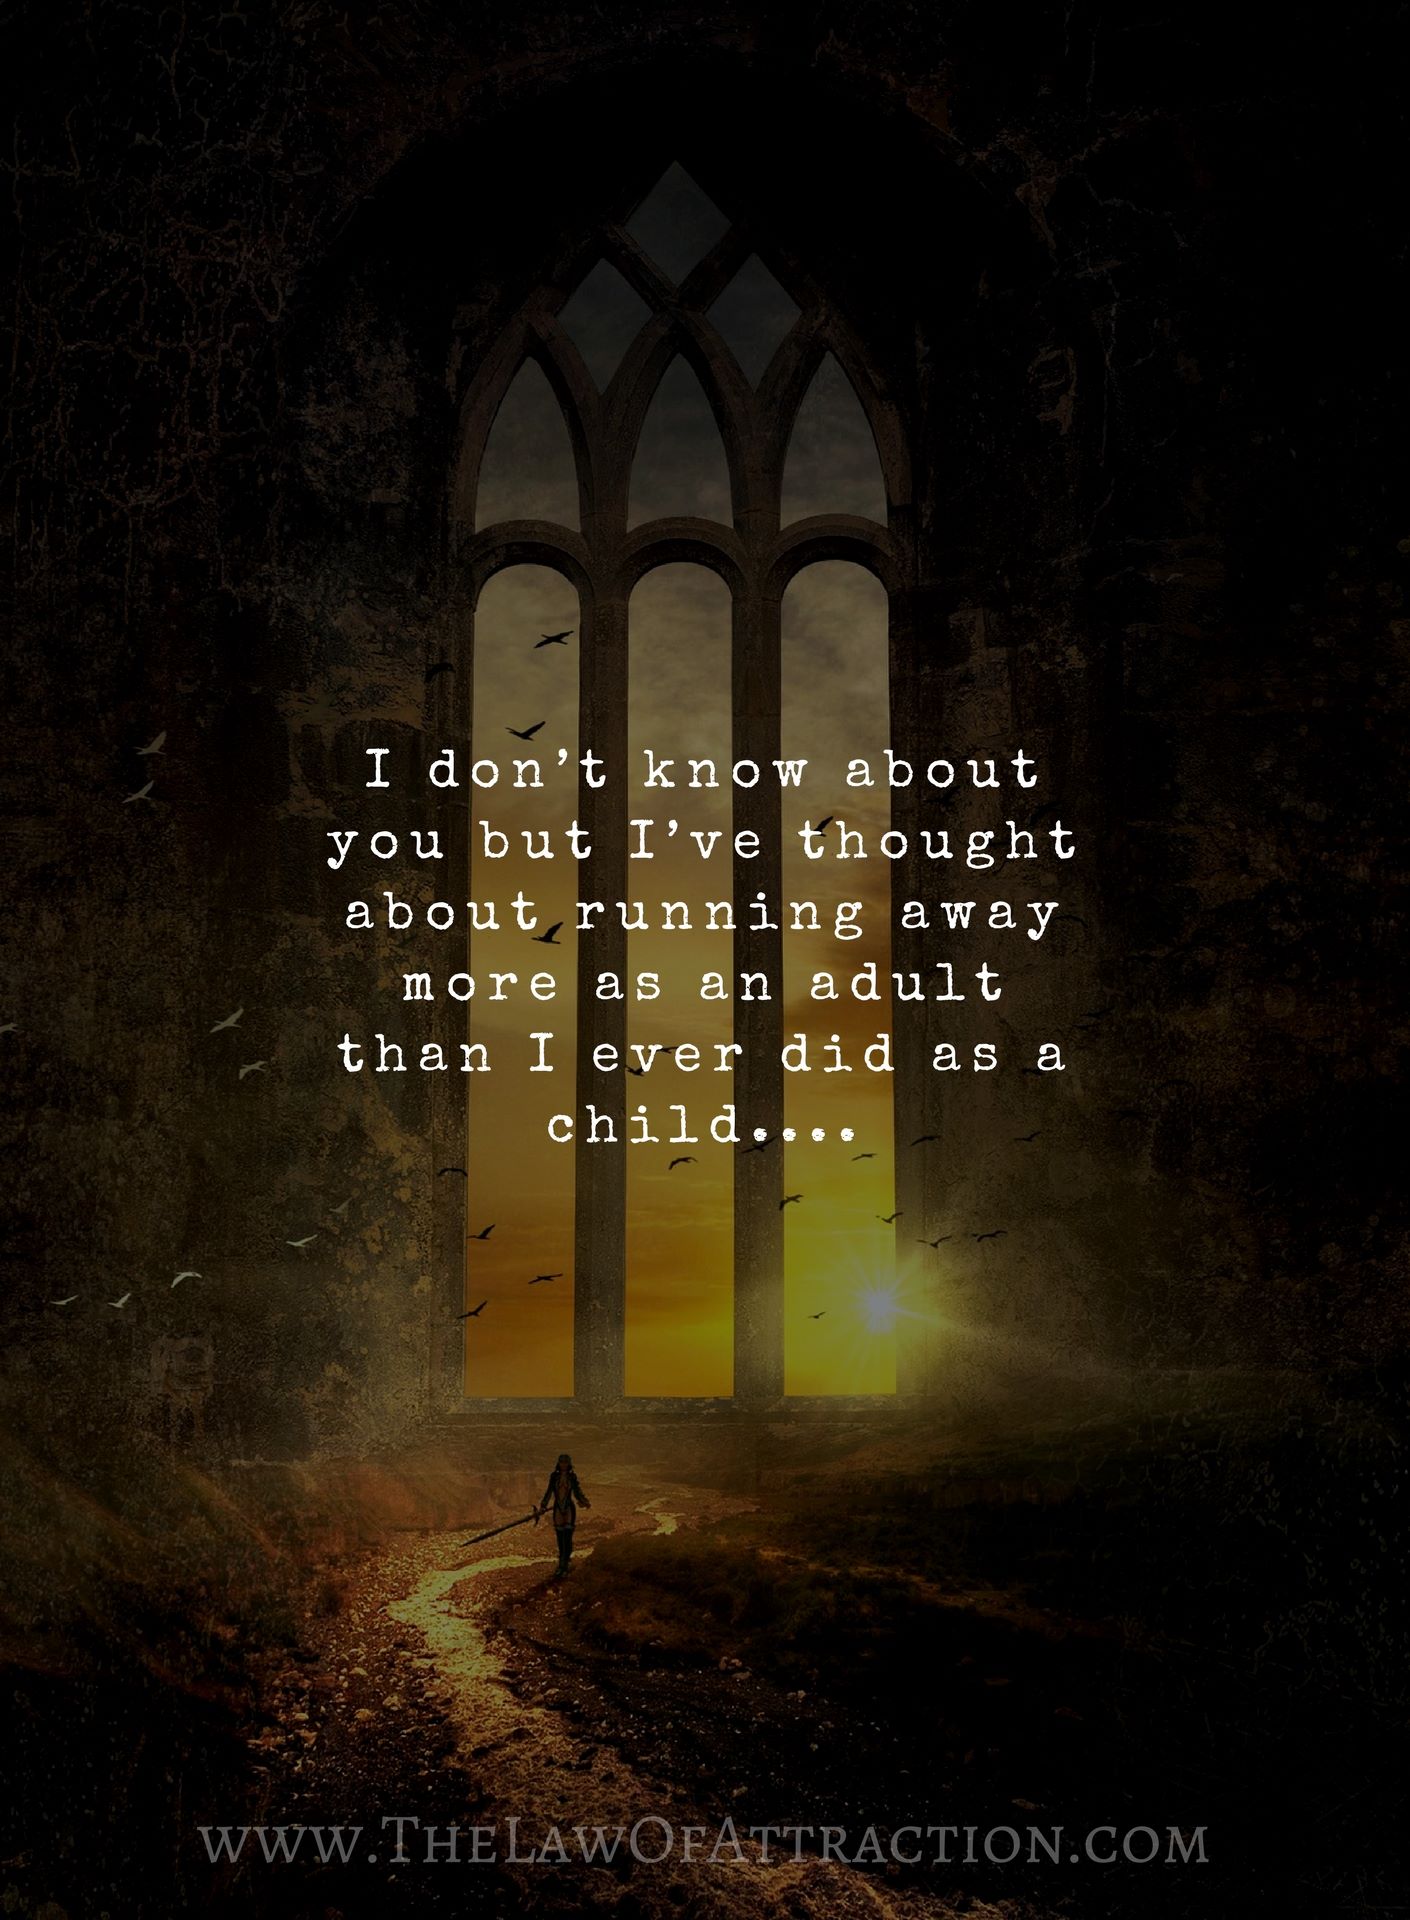 I don’t know about
you but I’ve thought
about running away
more as an adult
than I ever did as a
child....
www.TheLawOfAttraction.com